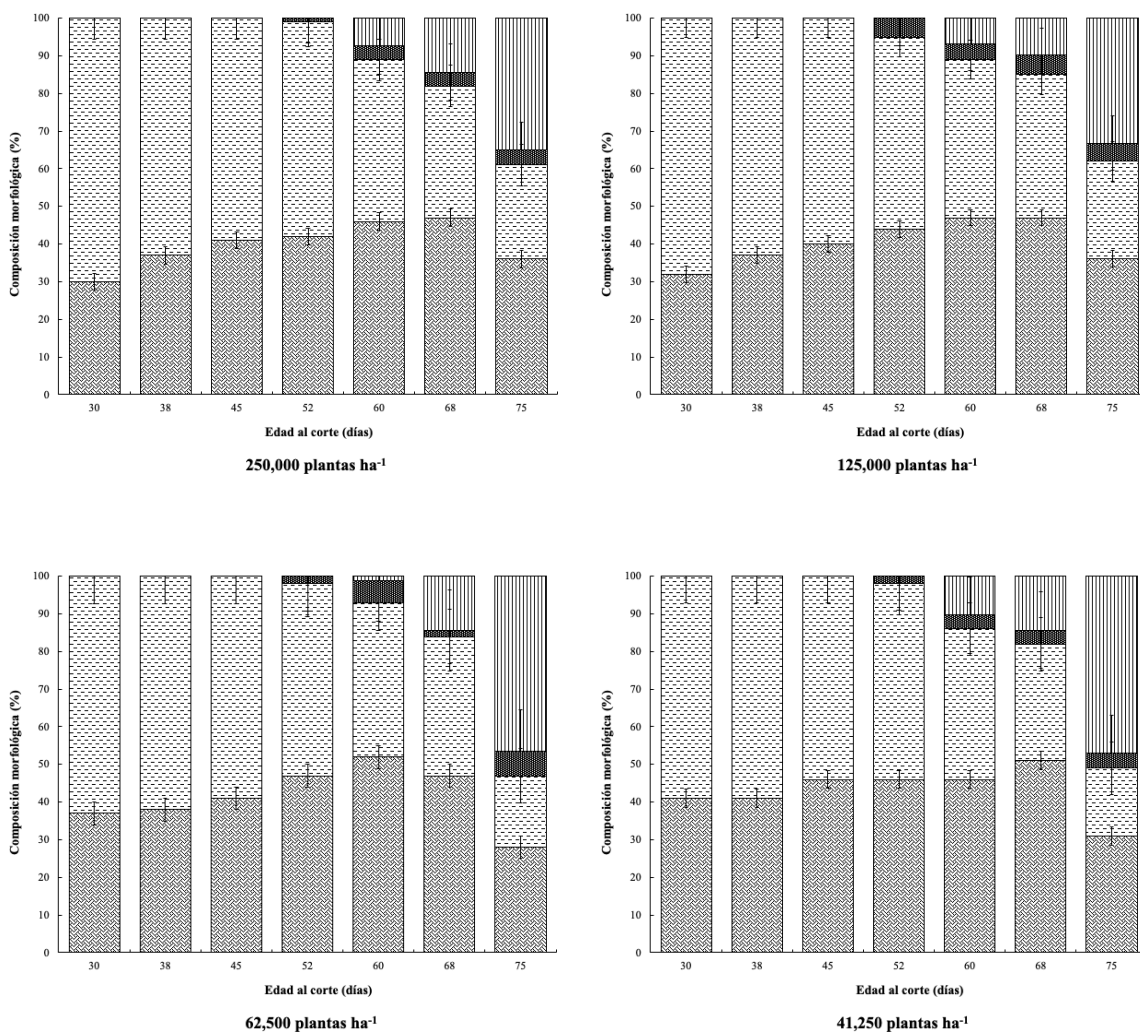 Composición morfológica (%)
100
90
80
70
60
50
40
30
20
10
0
30 38 45 52 60 68 75
Edad al corte (días)
250,000 plantas ha⁻¹
Composición morfológica (%)
100
90
80
70
60
50
40
30
20
10
0
30 38 45 52 60 68 75
Edad al corte (días)
125,000 plantas ha⁻¹
Composición morfológica (%)
100
90
80
70
60
50
40
30
20
10
0
30 38 45 52 60 68 75
Edad al corte (días)
62,500 plantas ha⁻¹
Composición morfológica (%)
100
90
80
70
60
50
40
30
20
10
0
30 38 45 52 60 68 75
Edad al corte (días)
41,250 plantas ha⁻¹